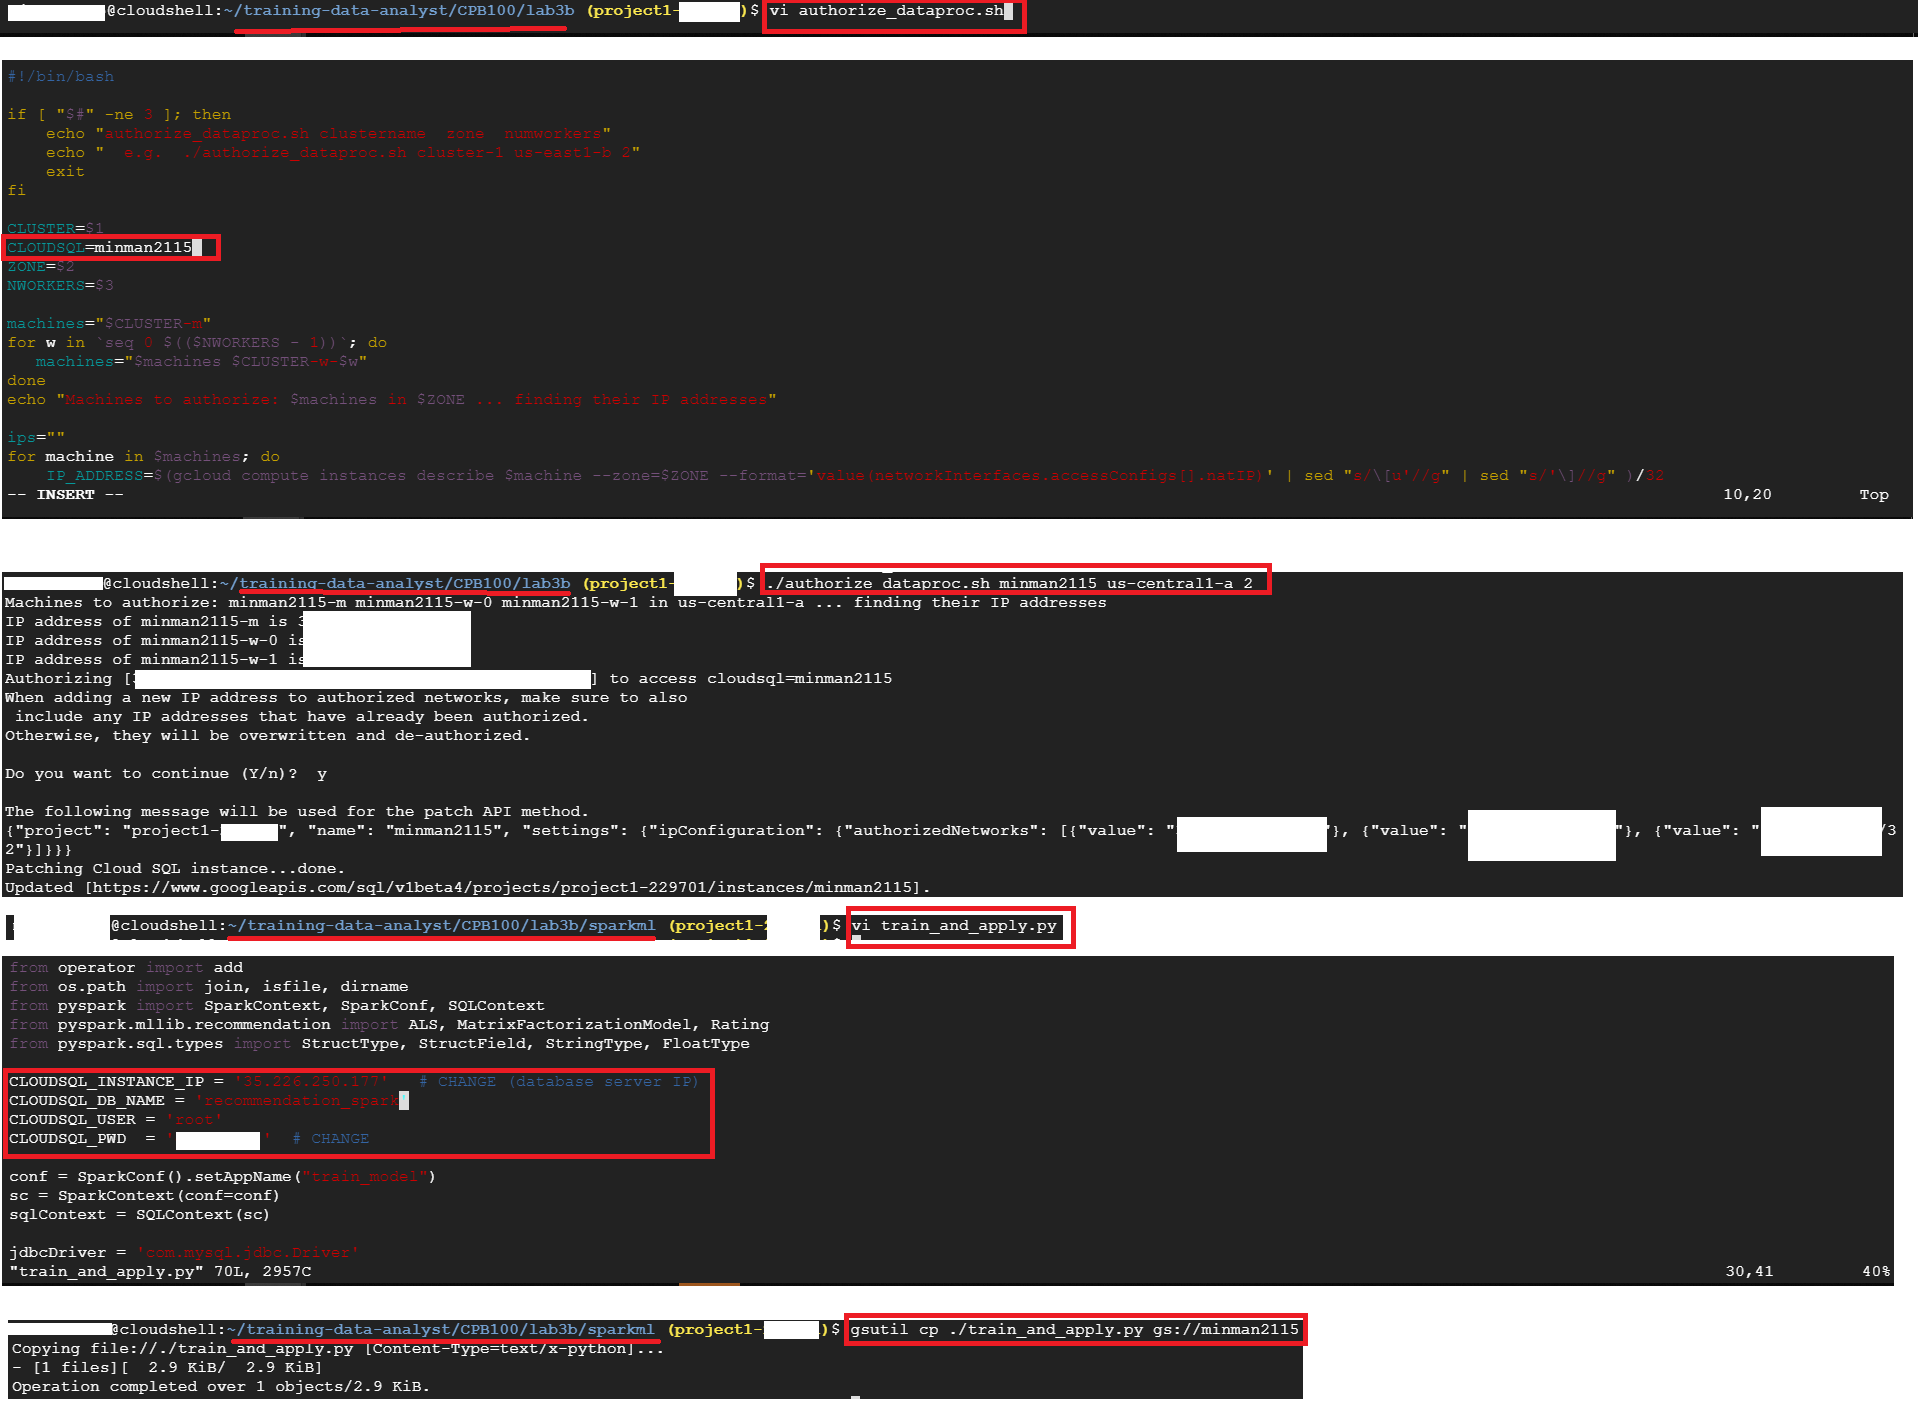 @cloudshell:~/training-data-analyst/CPB100/lab3b (project1-)$ vi authorize_dataproc.sh
#!/bin/bash
if [ "$#" -ne 3 ]; then
    echo "authorize_dataproc.sh clustername  zone  numworkers"
    echo "  e.g.  ./authorize_dataproc.sh cluster-1 us-east1-b 2"
    exit
fi
CLUSTER=$1
CLOUDSQL=minman2115
ZONE=$2
NWORKERS=$3
machines="$CLUSTER-m"
for w in `seq 0 $(($NWORKERS - 1))`; do
   machines="$machines $CLUSTER-w-$w"
done
echo "Machines to authorize: $machines in $ZONE ... finding their IP addresses"
ips=""
for machine in $machines; do
    IP_ADDRESS=$(gcloud compute instances describe $machine --zone=$ZONE --format='value(networkInterfaces.accessConfigs[].natIP)' | sed "s/\[u'//g" | sed "s/'\]//g" )/32
-- INSERT -- 10,20 Top
@cloudshell:~/training-data-analyst/CPB100/lab3b (project1-)$ ./authorize_dataproc.sh minman2115 us-central1-a 2
Machines to authorize: minman2115-m minman2115-w-0 minman2115-w-1 in us-central1-a ... finding their IP addresses
IP address of minman2115-m is 3
IP address of minman2115-w-0 is
IP address of minman2115-w-1 is
Authorizing [ ] to access cloudsql=minman2115
When adding a new IP address to authorized networks, make sure to also
 include any IP addresses that have already been authorized.
Otherwise, they will be overwritten and de-authorized.
Do you want to continue (Y/n)?  y
The following message will be used for the patch API method.
{"project": "project1-", "name": "minman2115", "settings": {"ipConfiguration": {"authorizedNetworks": [{"value": ""}, {"value": ""}, {"value": "/3
2"}]}}}
Patching Cloud SQL instance...done.
Updated [https://www.googleapis.com/sql/v1beta4/projects/project1-229701/instances/minman2115].
@cloudshell:~/training-data-analyst/CPB100/lab3b/sparkml (project1-2)$ vi train_and_apply.py
from operator import add
from os.path import join, isfile, dirname
from pyspark import SparkContext, SparkConf, SQLContext
from pyspark.mllib.recommendation import ALS, MatrixFactorizationModel, Rating
from pyspark.sql.types import StructType, StructField, StringType, FloatType
CLOUDSQL_INSTANCE_IP = '35.226.250.177'   # CHANGE (database server IP)
CLOUDSQL_DB_NAME = 'recommendation_spark'
CLOUDSQL_USER = 'root'
CLOUDSQL_PWD  = ''  # CHANGE
conf = SparkConf().setAppName("train_model")
sc = SparkContext(conf=conf)
sqlContext = SQLContext(sc)
jdbcDriver = 'com.mysql.jdbc.Driver'
"train_and_apply.py" 70L, 2957C 30,41 40%
@cloudshell:~/training-data-analyst/CPB100/lab3b/sparkml (project1-)$ gsutil cp ./train_and_apply.py gs://minman2115
Copying file://./train_and_apply.py [Content-Type=text/x-python]...
- [1 files][  2.9 KiB/  2.9 KiB]
Operation completed over 1 objects/2.9 KiB.